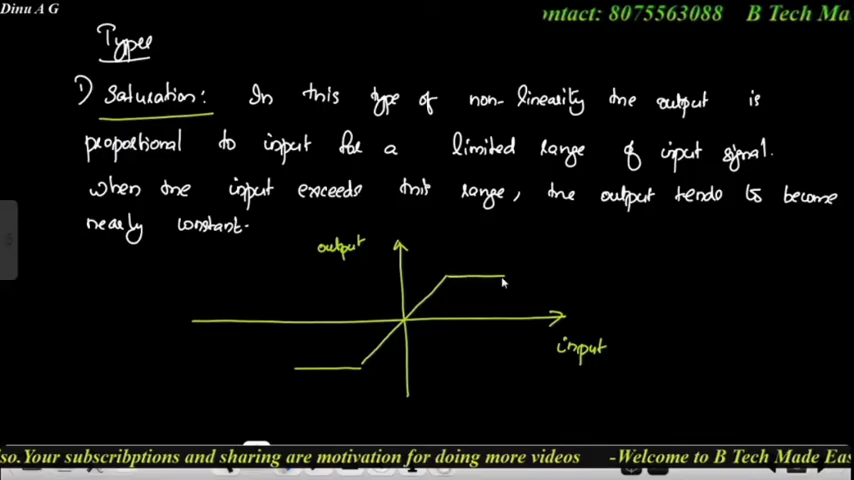 Dinu A G
ontact: 8075563088 B Tech Ma
Types
1) Saturation: In this type of non-linearity the output is
proportional to input for a limited range of input signal.
When the input exceeds this range, the output tends to become
nearly constant.
output
input
lso.Your subscribptions and sharing are motivation for doing more videos -Welcome to B Tech Made Eas